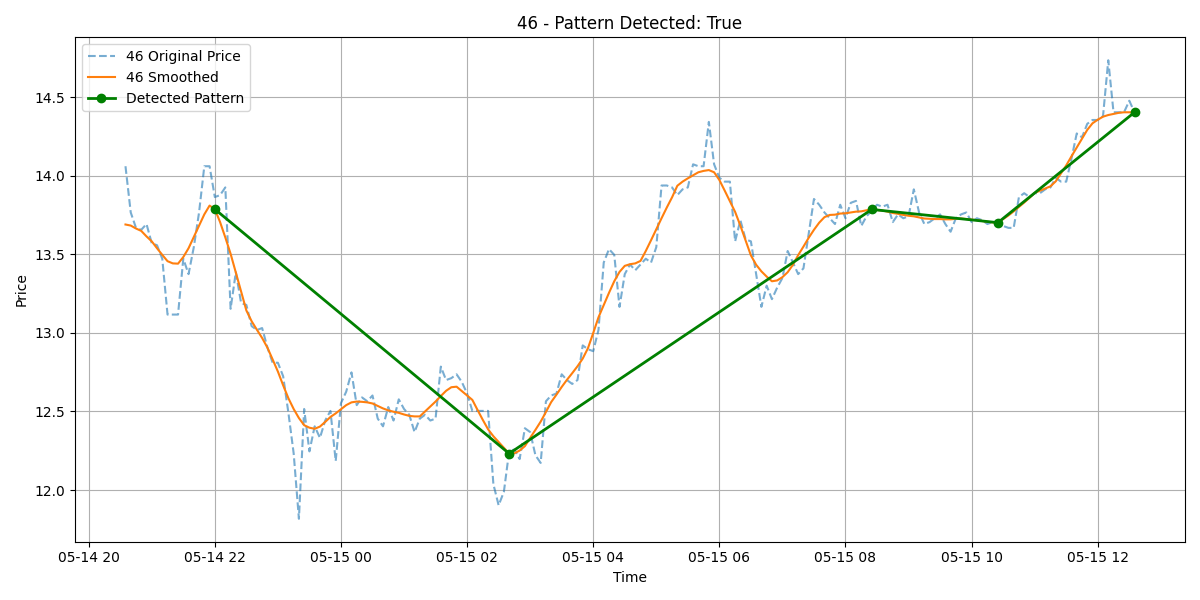 46 - Pattern Detected: True
46 Original Price
46 Smoothed
Detected Pattern
Price
14.5
14.0
13.5
13.0
12.5
12.0
05-14 20 05-14 22 05-15 00 05-15 02 05-15 04 05-15 06 05-15 08 05-15 10 05-15 12
Time